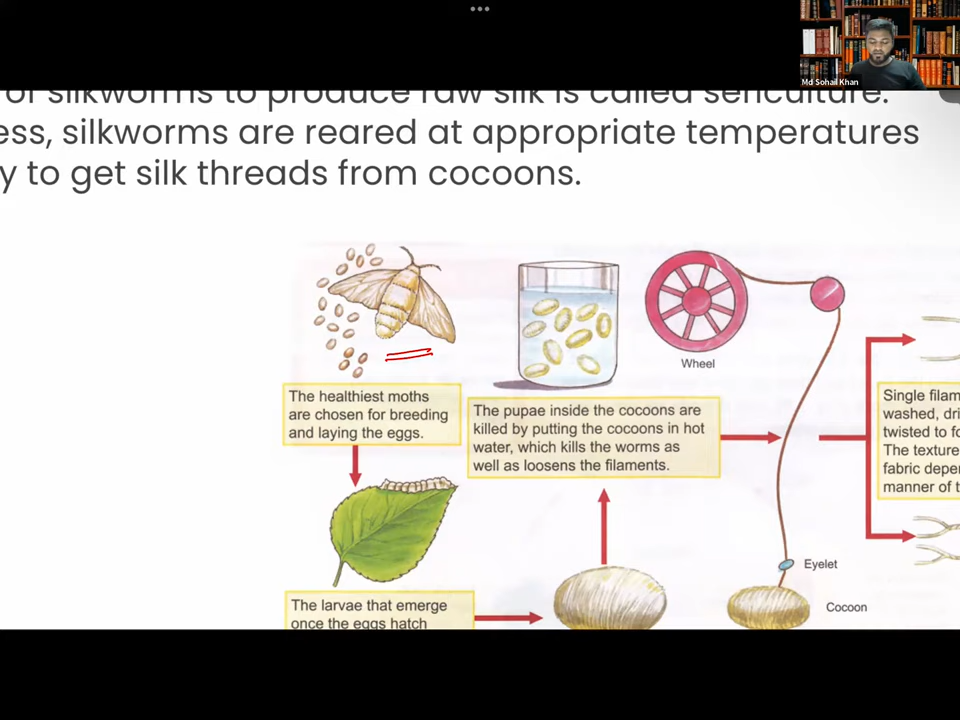 Md Sohail Khan
of silkworms to produce raw silk is called sericulture.
ess, silkworms are reared at appropriate temperatures
y to get silk threads from cocoons.
The healthiest moths
are chosen for breeding
and laying the eggs.
The pupae inside the cocoons are
killed by putting the cocoons in hot
water, which kills the worms as
well as loosens the filaments.
Wheel
Single filam
washed, dri
twisted to fo
The texture
fabric depe
manner of t
Eyelet
Cocoon
The larvae that emerge
once the eggs hatch